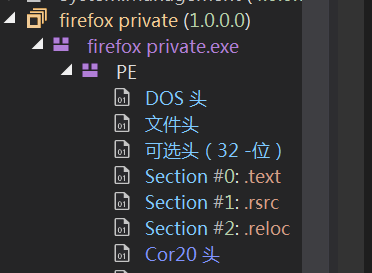 firefox private (1.0.0.0)
firefox private.exe
PE
DOS 头
文件头
可选头 ( 32 -位 )
Section #0: .text
Section #1: .rsrc
Section #2: .reloc
Cor20 头